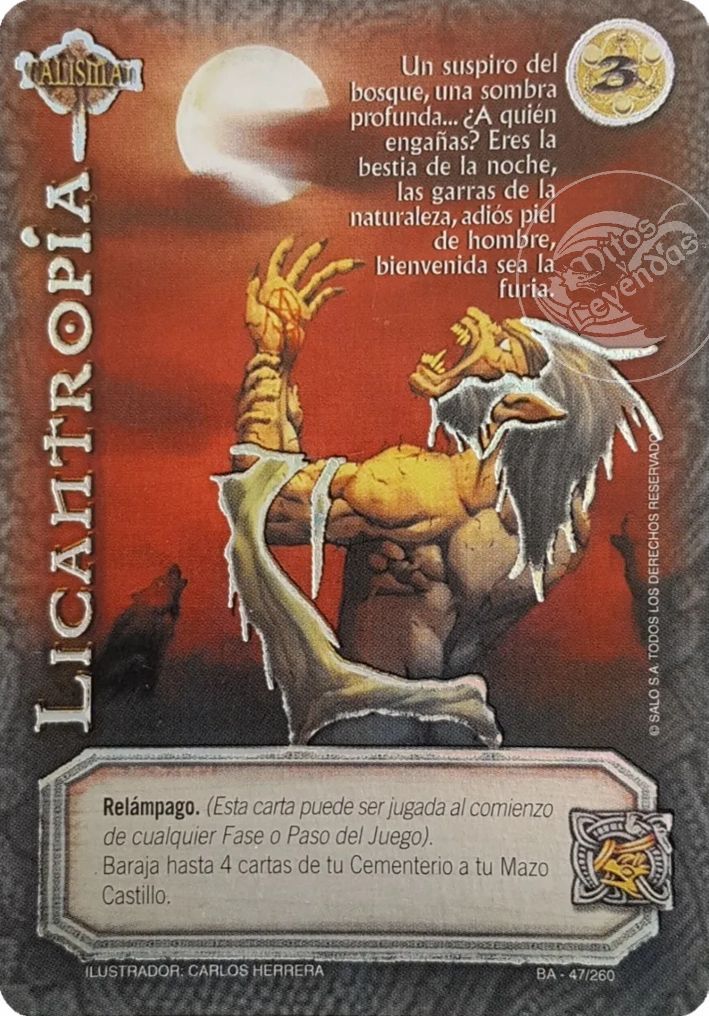 TALISMAN
3
Un suspiro del
bosque, una sombra
profunda... ¿A quién
engañas? Eres la
bestia de la noche,
las garras de la
naturaleza, adiós piel
de hombre,
bienvenida sea la
furia.
Mitos
y
Leyendas
LICANTROPIA
© SALO S.A. TODOS LOS DERECHOS RESERVADOS
Relámpago. (Esta carta puede ser jugada al comienzo
de cualquier Fase o Paso del Juego).
Baraja hasta 4 cartas de tu Cementerio a tu Mazo
Castillo.
ILUSTRADOR: CARLOS HERRERA
BA - 47/260